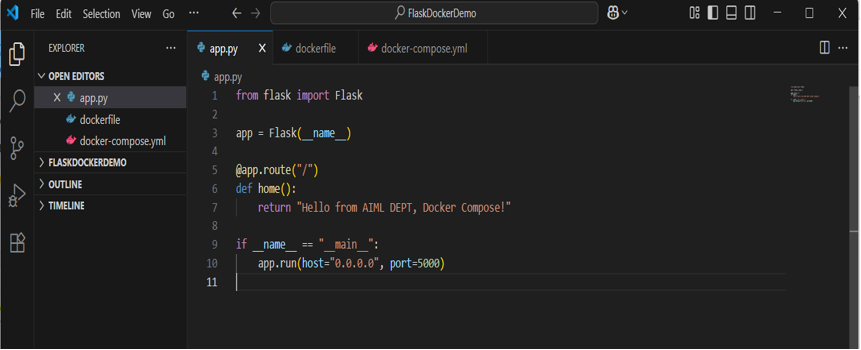 File Edit Selection View Go ··· FlaskDockerDemo
EXPLORER ···
OPEN EDITORS
app.py
dockerfile
docker-compose.yml
FLASKDOCKERDEMO
OUTLINE
TIMELINE
app.py dockerfile docker-compose.yml
app.py
1 from flask import Flask
2
3 app = Flask(__name__)
4
5 @app.route("/")
6 def home():
7     return "Hello from AIML DEPT, Docker Compose!"
8
9 if __name__ == "__main__":
10     app.run(host="0.0.0.0", port=5000)
11